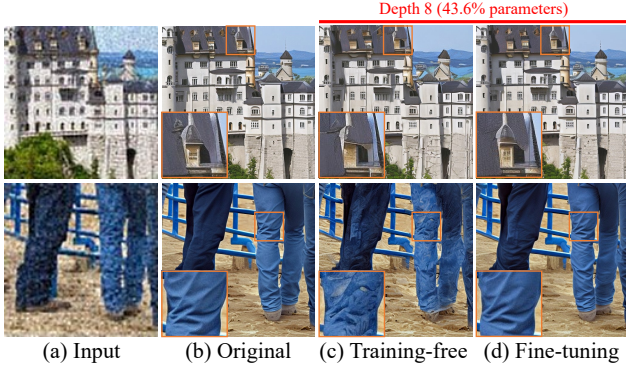 Depth 8 (43.6% parameters)
(a) Input (b) Original (c) Training-free (d) Fine-tuning